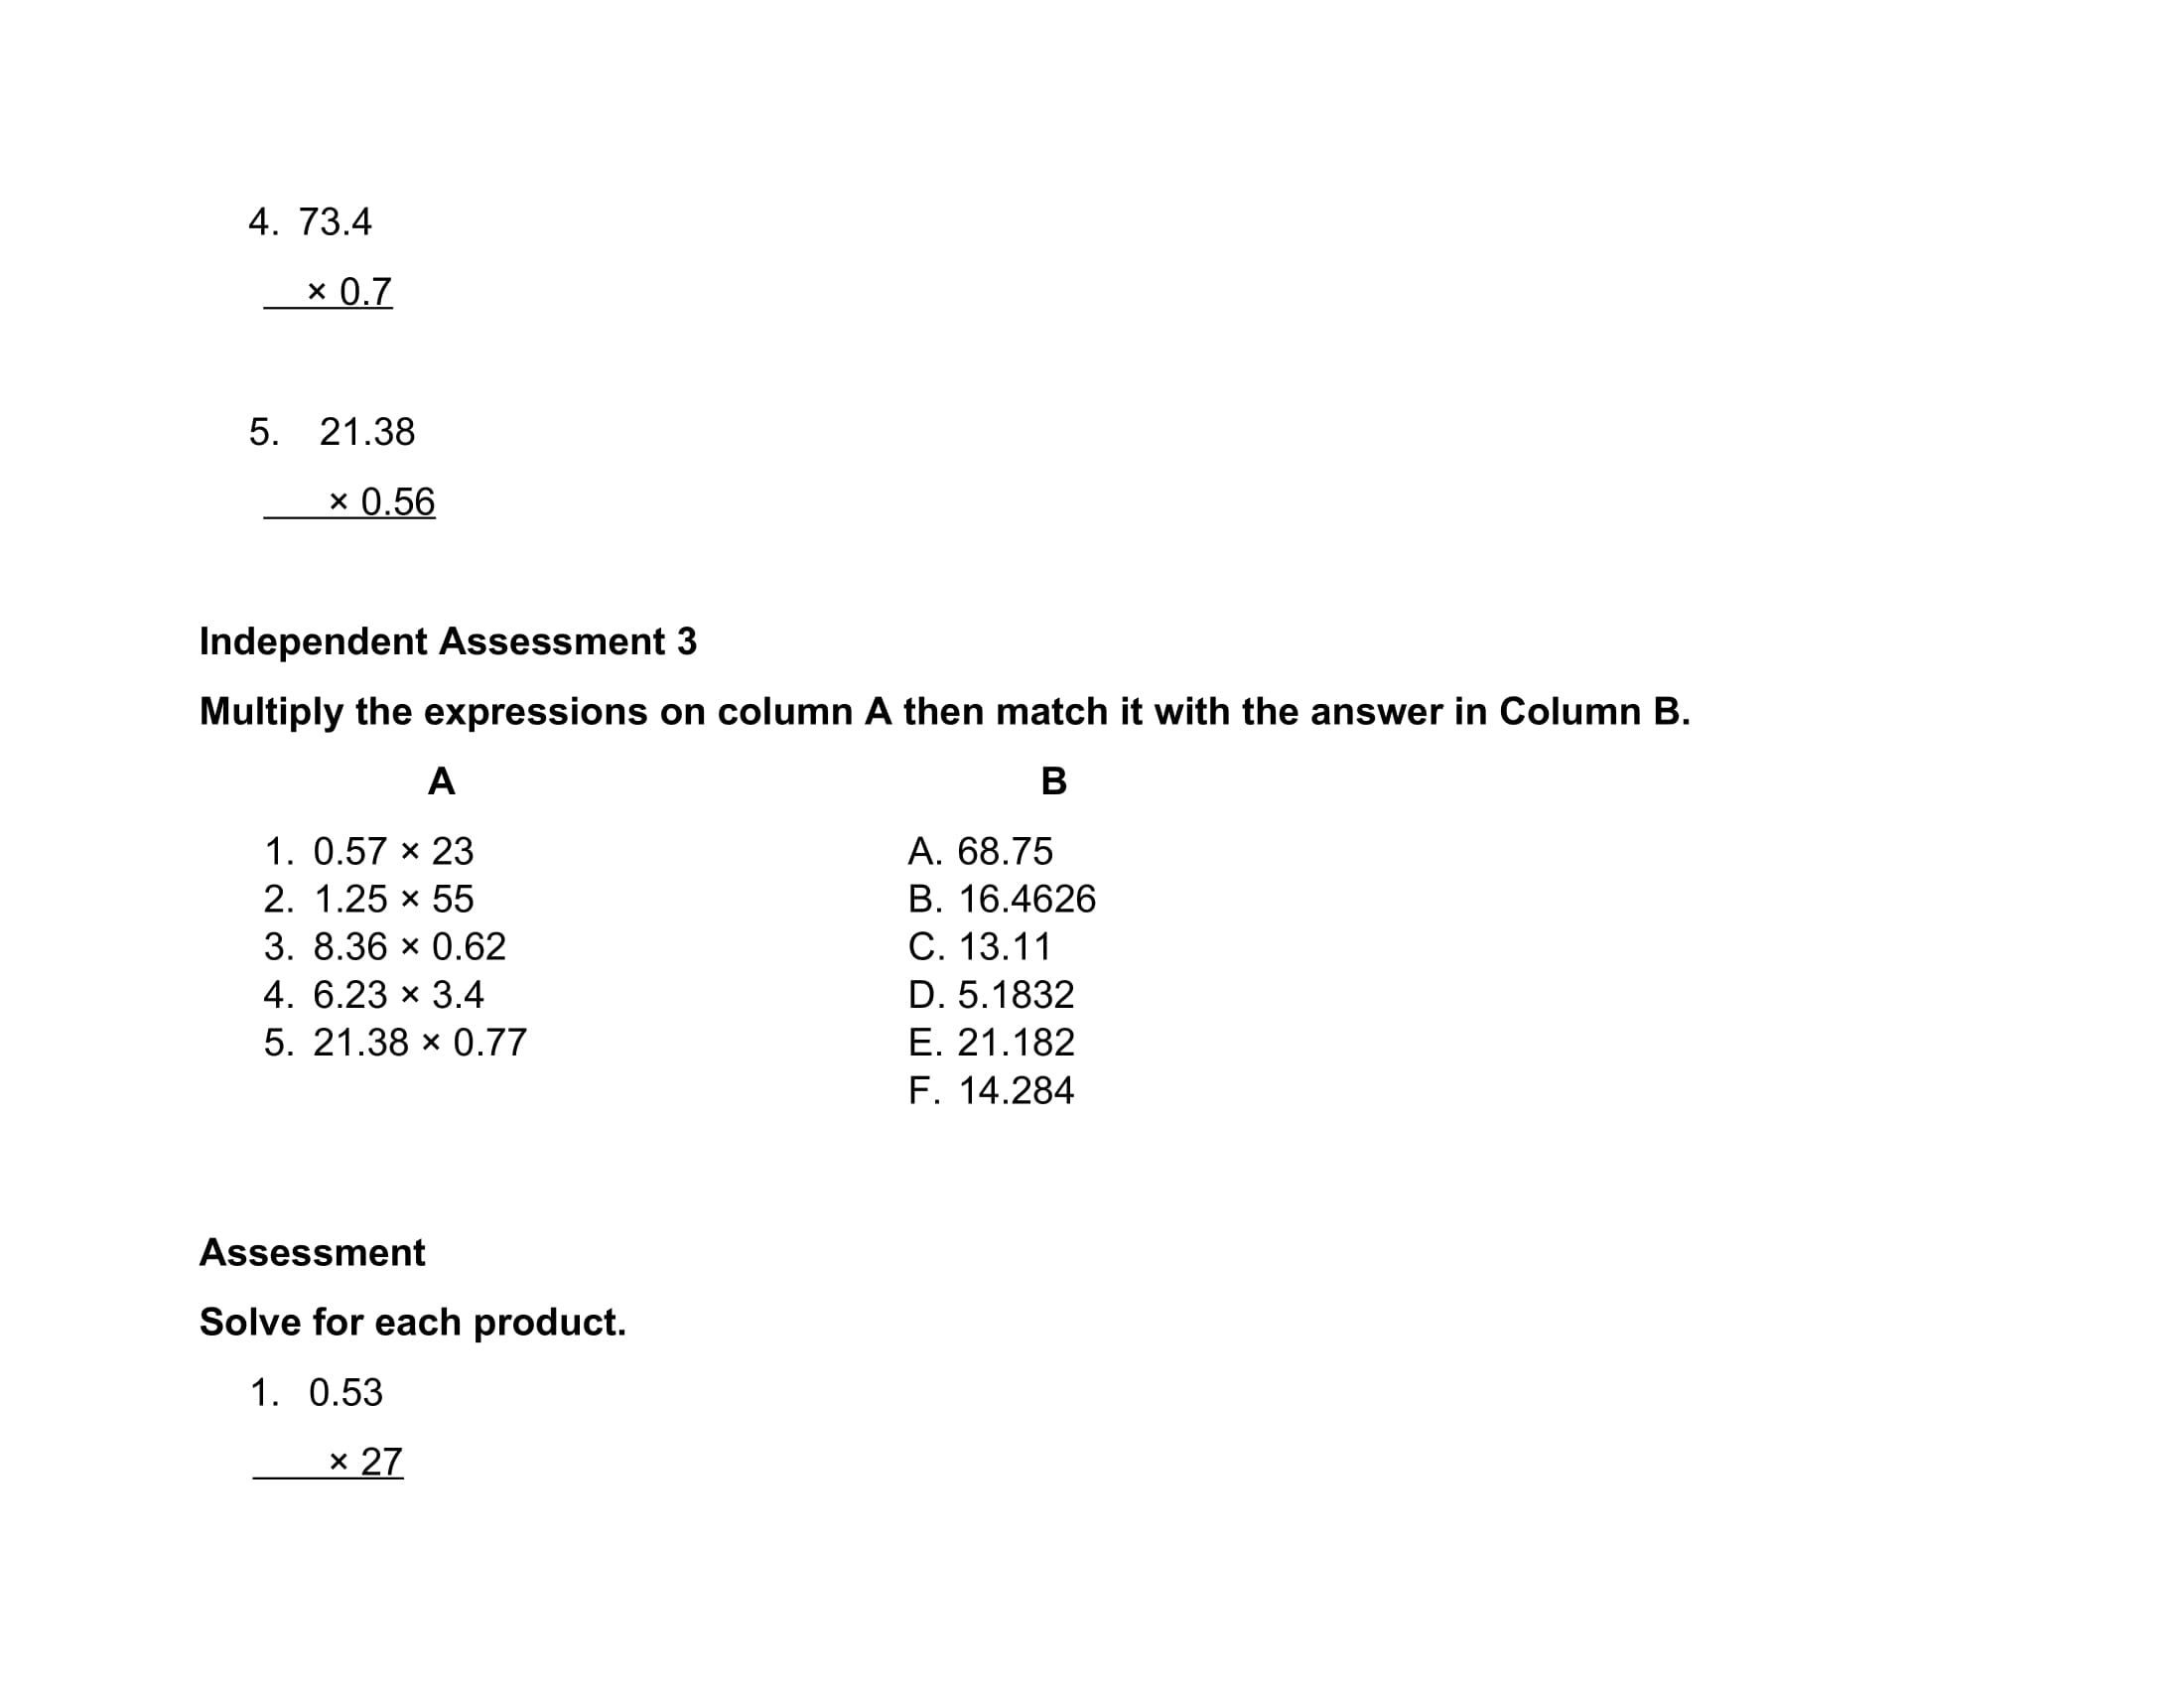 4. 73.4
× 0.7
5. 21.38
× 0.56
Independent Assessment 3
Multiply the expressions on column A then match it with the answer in Column B.
A B
1. 0.57 × 23 A. 68.75
2. 1.25 × 55 B. 16.4626
3. 8.36 × 0.62 C. 13.11
4. 6.23 × 3.4 D. 5.1832
5. 21.38 × 0.77 E. 21.182
F. 14.284
Assessment
Solve for each product.
1. 0.53
× 27